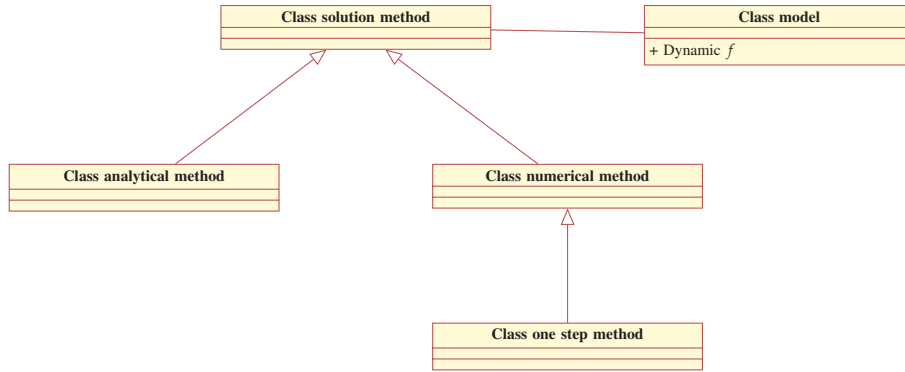 Class solution method
Class model
+ Dynamic f
Class analytical method
Class numerical method
Class one step method